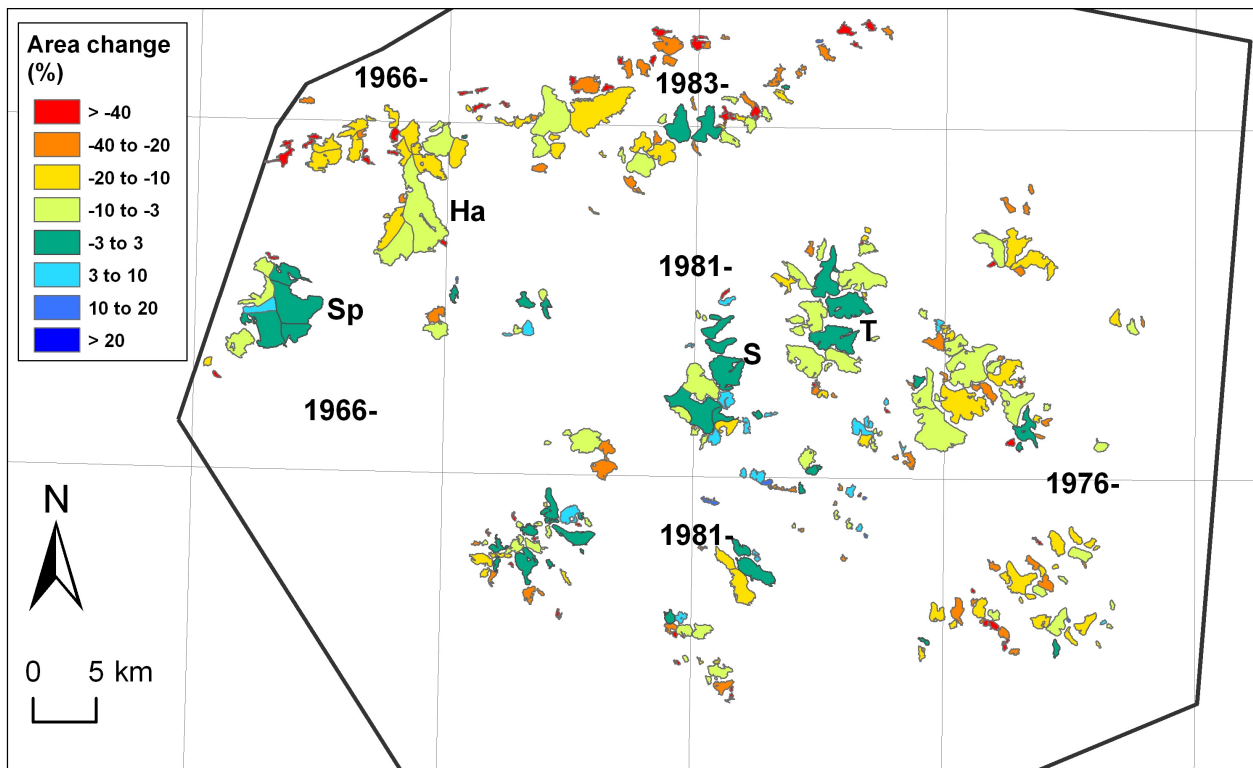 Area change
(%)
> -40
-40 to -20
-20 to -10
-10 to -3
-3 to 3
3 to 10
10 to 20
> 20
1966-
1983-
Ha
1981-
Sp
T
S
1966-
1976-
N
1981-
0 5 km